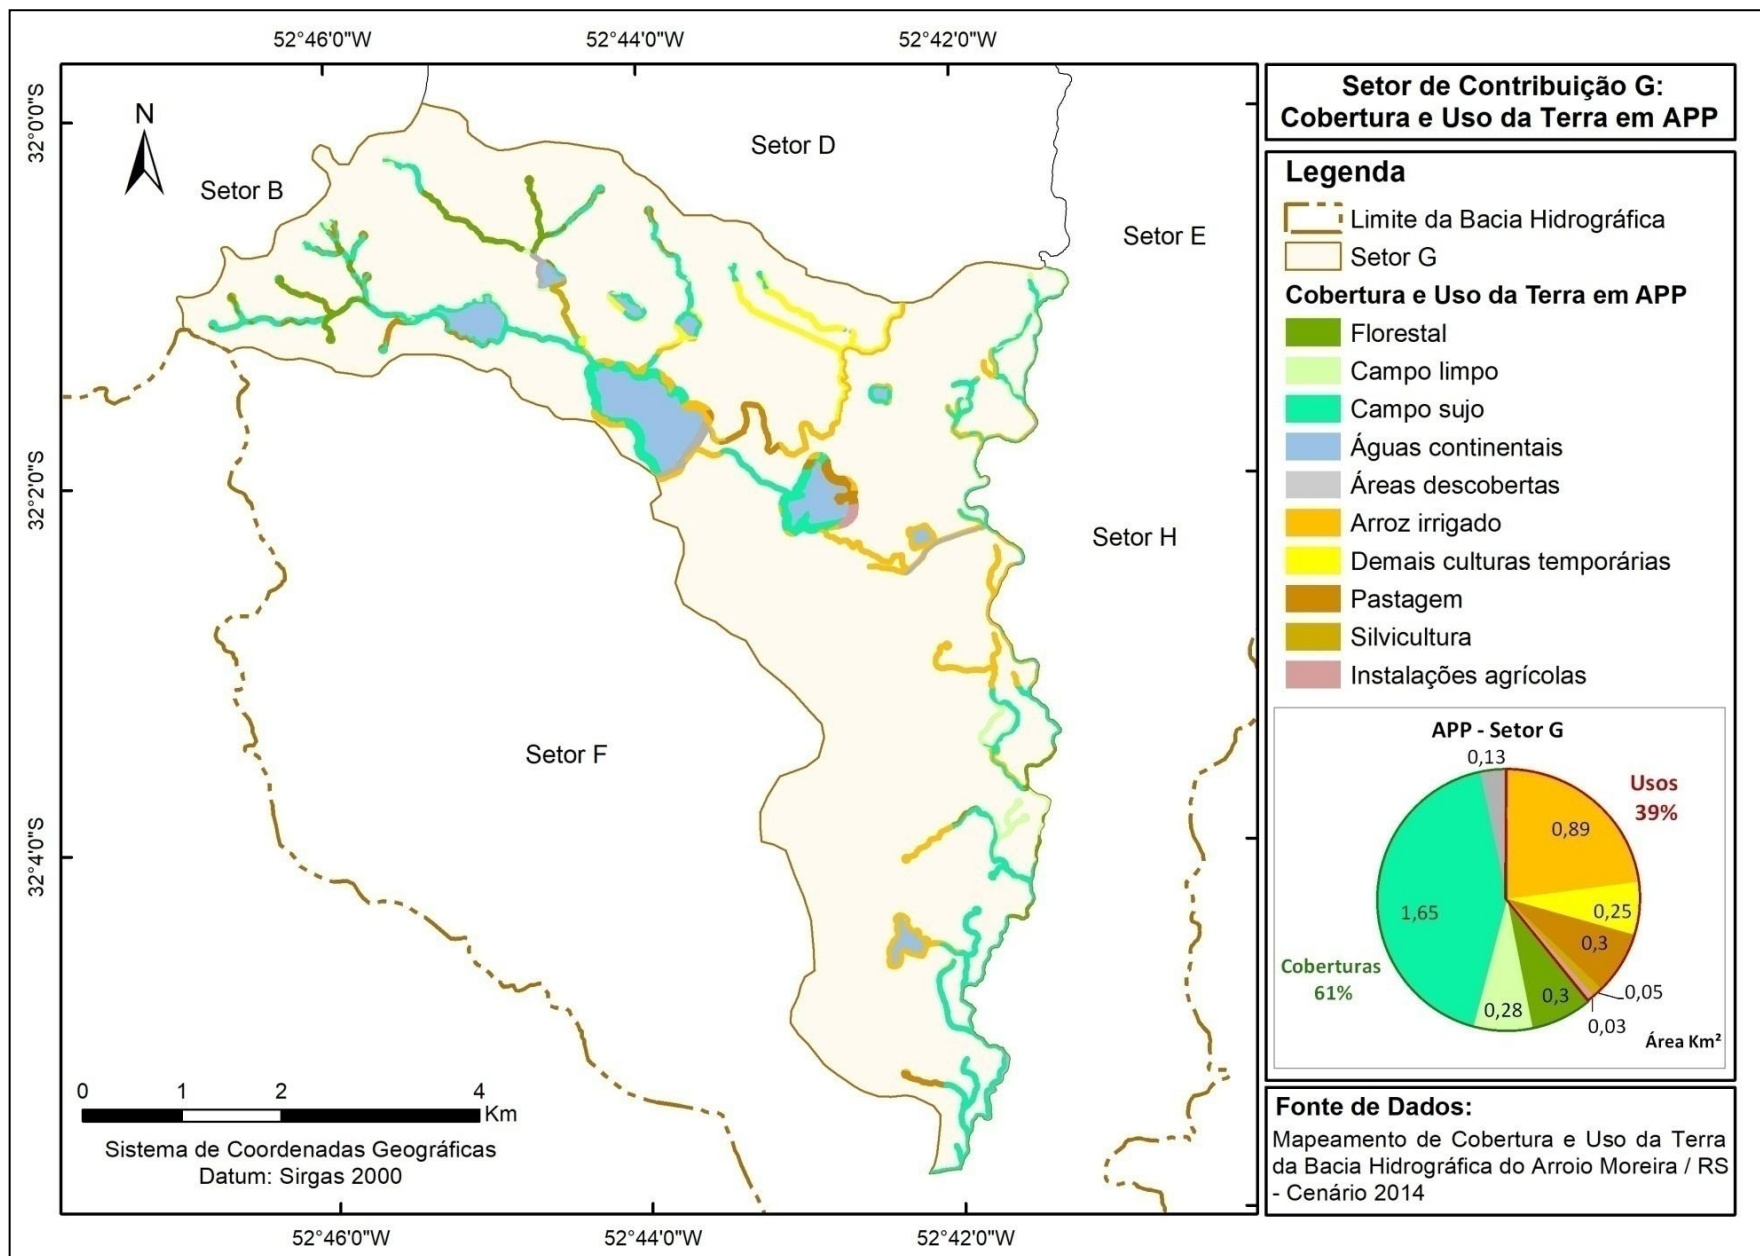 52°46'0"W
52°44'0"W
52°42'0"W
32°0'0"S
32°2'0"S
32°4'0"S
N
Setor B
Setor D
Setor E
Setor H
Setor F
0 1 2 4
Km
Sistema de Coordenadas Geográficas
Datum: Sirgas 2000
52°46'0"W
52°44'0"W
52°42'0"W
Setor de Contribuição G:
Cobertura e Uso da Terra em APP
Legenda
Limite da Bacia Hidrográfica
Setor G
Cobertura e Uso da Terra em APP
Florestal
Campo limpo
Campo sujo
Águas continentais
Áreas descobertas
Arroz irrigado
Demais culturas temporárias
Pastagem
Silvicultura
Instalações agrícolas
APP - Setor G
0,13
Usos
39%
0,89
1,65
0,25
0,3
Coberturas
61%
0,28
0,3
0,05
0,03
Área Km²
Fonte de Dados:
Mapeamento de Cobertura e Uso da Terra
da Bacia Hidrográfica do Arroio Moreira / RS
- Cenário 2014